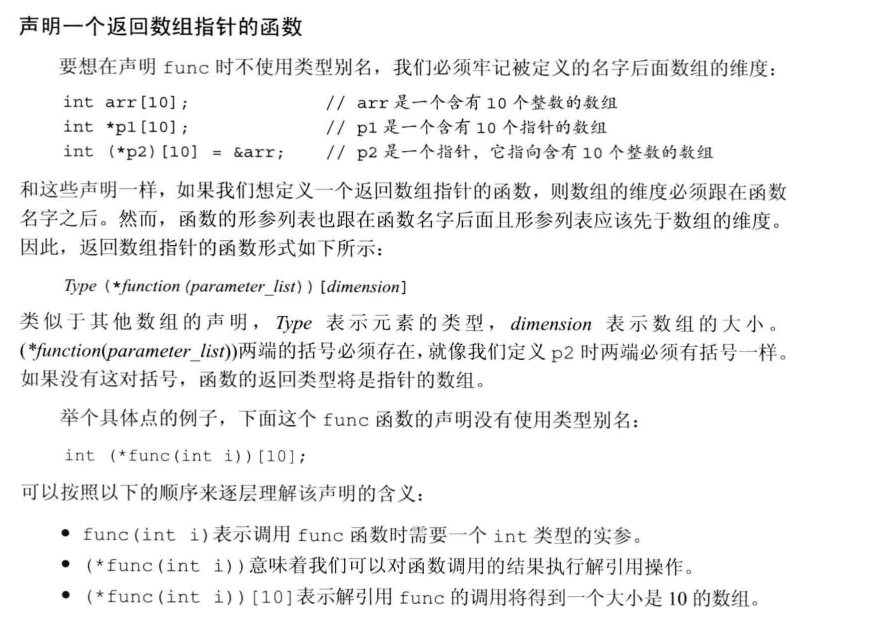 声明一个返回数组指针的函数
要想在声明 func 时不使用类型别名，我们必须牢记被定义的名字后面数组的维度：
int arr[10]; // arr 是一个含有 10 个整数的数组
int *p1[10]; // p1 是一个含有 10 个指针的数组
int (*p2)[10] = &arr; // p2 是一个指针，它指向含有 10 个整数的数组
和这些声明一样，如果我们想定义一个返回数组指针的函数，则数组的维度必须跟在函数
名字之后。然而，函数的形参列表也跟在函数名字后面且形参列表应该先于数组的维度。
因此，返回数组指针的函数形式如下所示：
Type (*function (parameter_list)) [dimension]
类似于其他数组的声明，Type 表示元素的类型，dimension 表示数组的大小。
(*function(parameter_list))两端的括号必须存在，就像我们定义 p2 时两端必须有括号一样。
如果没有这对括号，函数的返回类型将是指针的数组。
举个具体点的例子，下面这个 func 函数的声明没有使用类型别名：
int (*func(int i))[10];
可以按照以下的顺序来逐层理解该声明的含义：
• func(int i)表示调用 func 函数时需要一个 int 类型的实参。
• (*func(int i))意味着我们可以对函数调用的结果执行解引用操作。
• (*func(int i))[10]表示解引用 func 的调用将得到一个大小是 10 的数组。